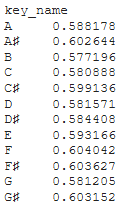 key_name
A 0.588178
A♯ 0.602644
B 0.577196
C 0.580888
C♯ 0.599136
D 0.581571
D♯ 0.584408
E 0.593166
F 0.604042
F♯ 0.603627
G 0.581205
G♯ 0.603152